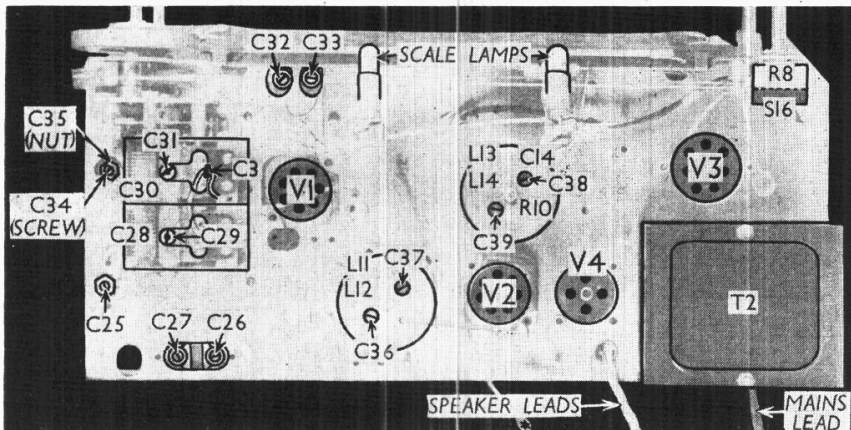 C32 C33
SCALE LAMPS
R8
S16
C35
(NUT)
C31
C3
C30
V1
L13 C14
L14
C38
R10
C39
V3
C34
(SCREW)
C28
C29
L11
C37
L12
C36
V2
V4
T2
C25
C27
C26
SPEAKER LEADS
MAINS
LEAD